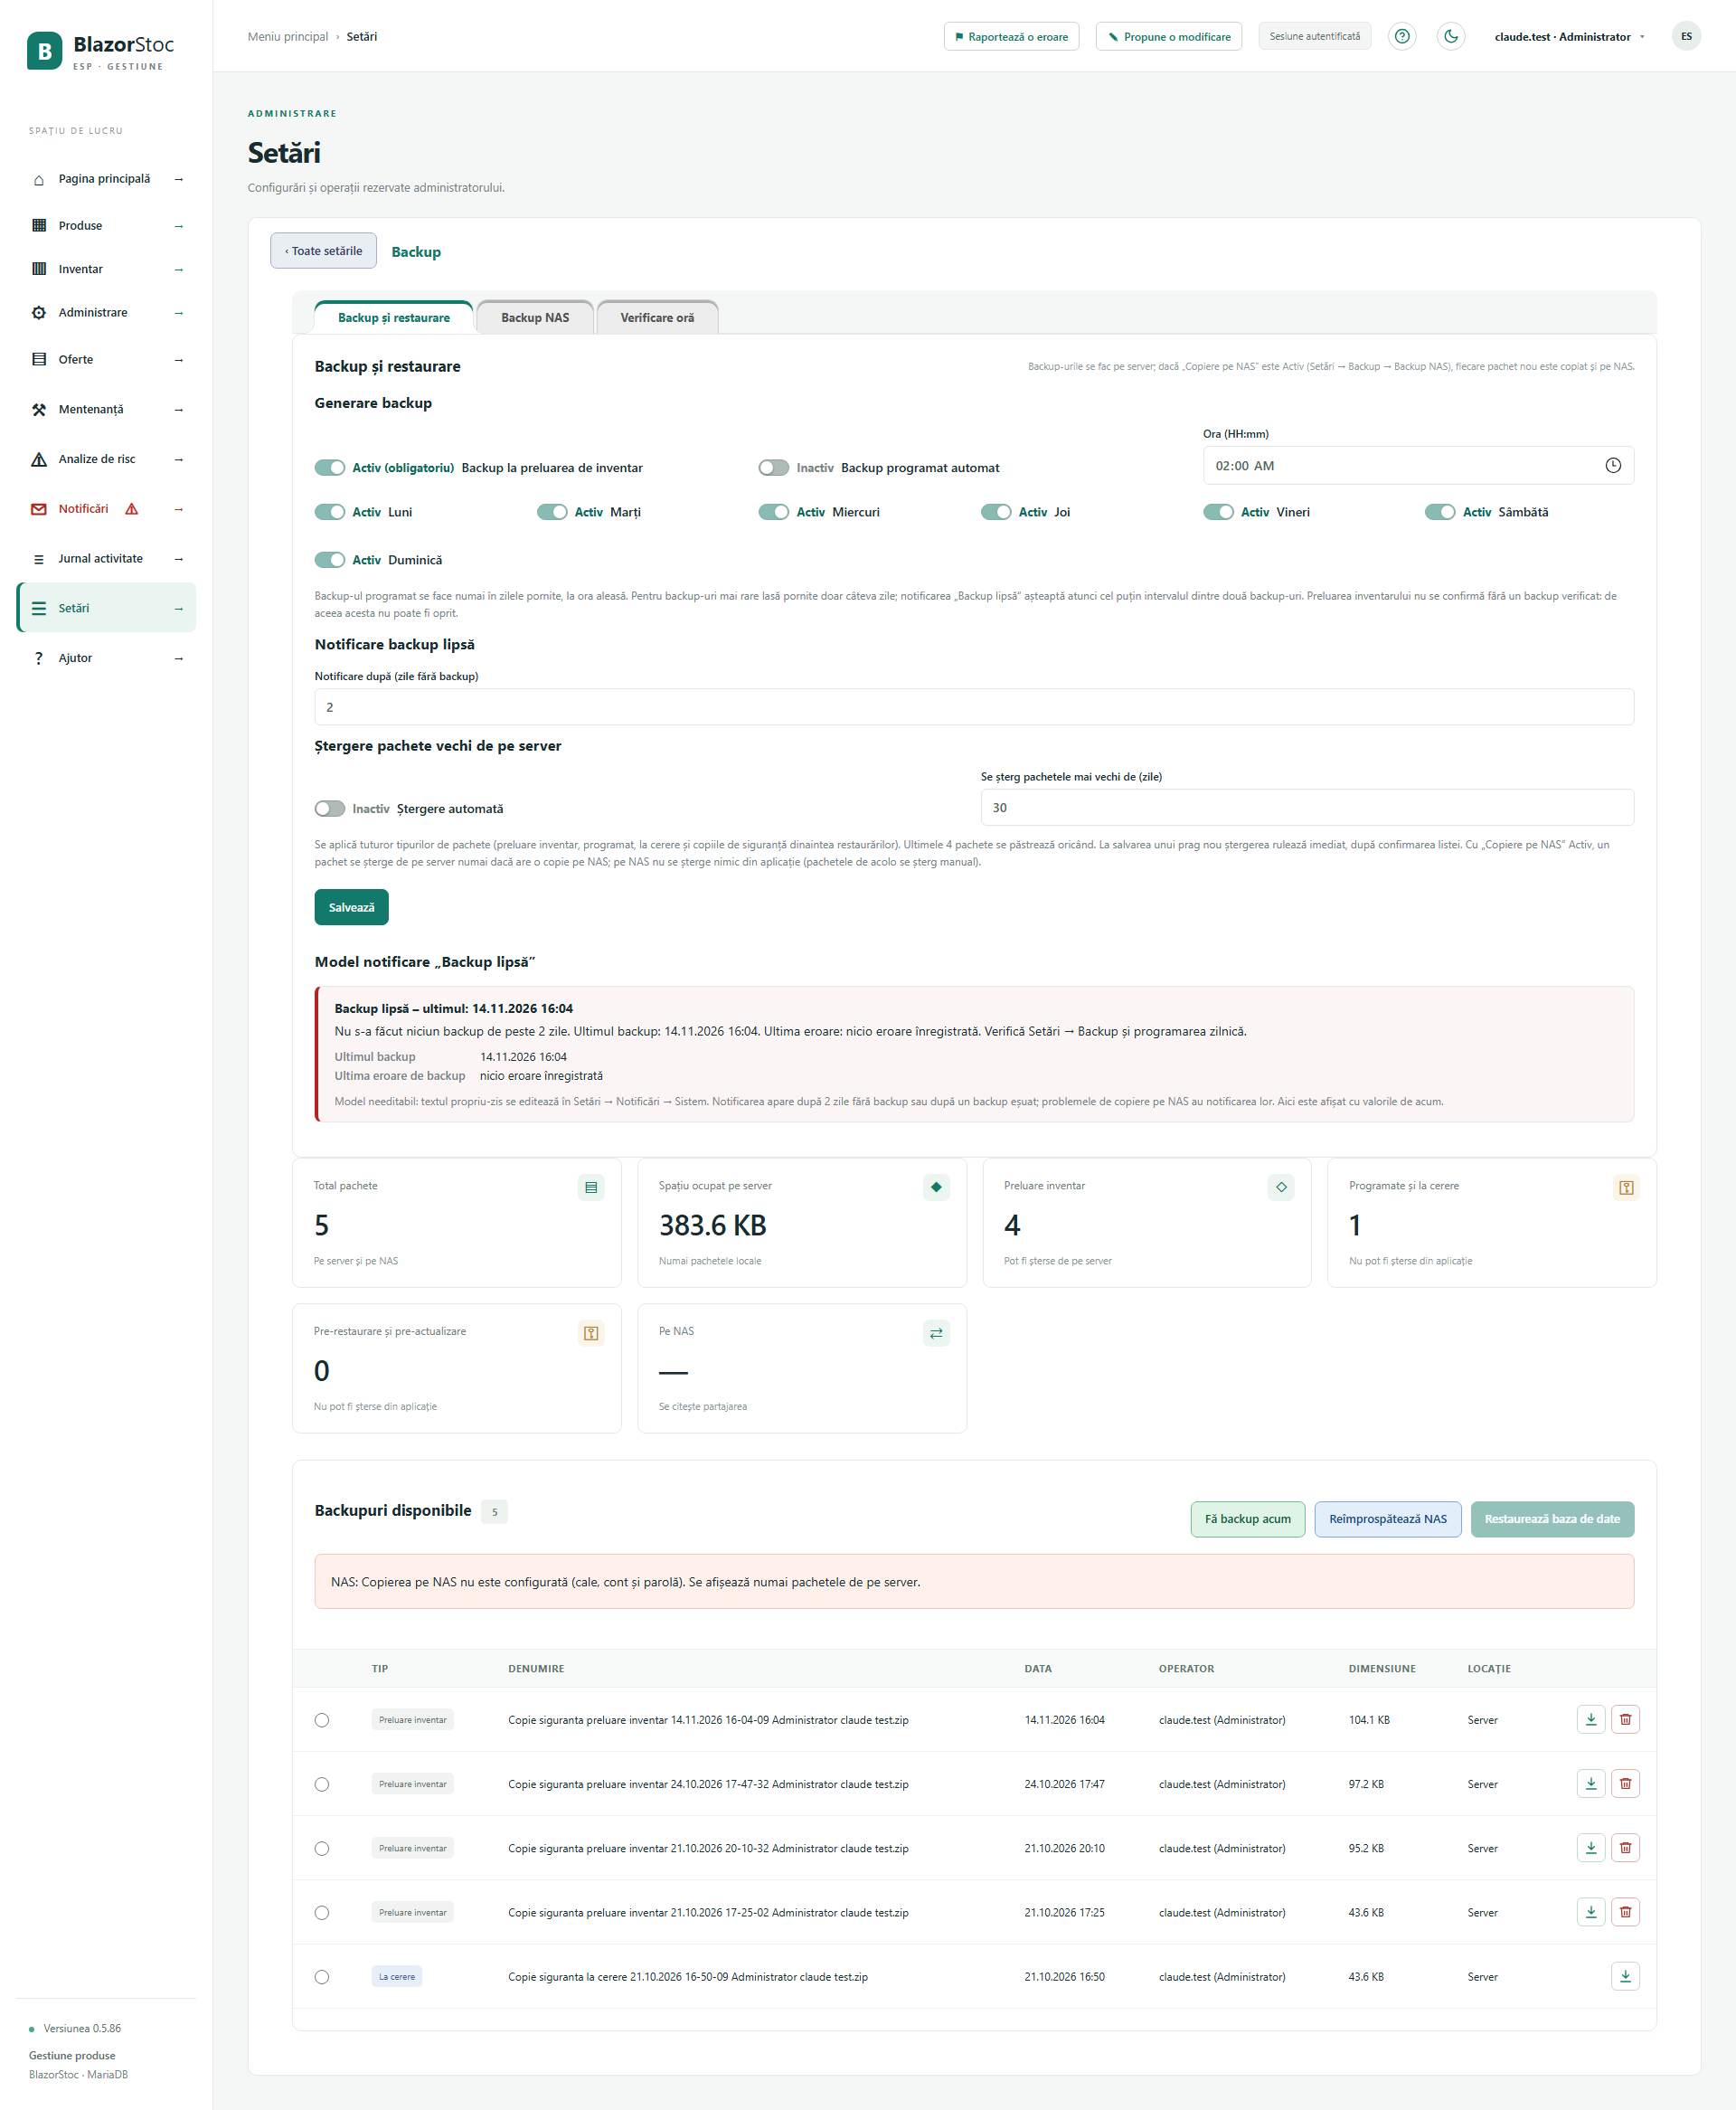 BlazorStoc
ESP · GESTIUNE
SPAȚIU DE LUCRU
Pagina principală →
Produse →
Inventar →
Administrare →
Oferte →
Mentenanță →
Analize de risc →
Notificări →
Jurnal activitate →
Setări →
? Ajutor →
Versiunea 0.5.86
Gestiune produse
BlazorStoc · MariaDB
Meniu principal › Setări
Raportează o eroare
Propune o modificare
Sesiune autentificată
claude.test · Administrator
ES
ADMINISTRARE
Setări
Configurări și operații rezervate administratorului.
‹ Toate setările
Backup
Backup și restaurare
Backup NAS
Verificare oră
Backup și restaurare
Backup-urile se fac pe server; dacă „Copiere pe NAS” este Activ (Setări → Backup → Backup NAS), fiecare pachet nou este copiat și pe NAS.
Generare backup
Activ (obligatoriu) Backup la preluarea de inventar
Inactiv Backup programat automat
Ora (HH:mm)
02:00 AM
Activ Luni
Activ Marți
Activ Miercuri
Activ Joi
Activ Vineri
Activ Sâmbătă
Activ Duminică
Backup-ul programat se face numai în zilele pornite, la ora aleasă. Pentru backup-uri mai rare lasă pornite doar câteva zile; notificarea „Backup lipsă” așteaptă atunci cel puțin intervalul dintre două backup-uri. Preluarea inventarului nu se confirmă fără un backup verificat: de
aceea acesta nu poate fi oprit.
Notificare backup lipsă
Notificare după (zile fără backup)
2
Ștergere pachete vechi de pe server
Inactiv Ștergere automată
Se șterg pachetele mai vechi de (zile)
30
Se aplică tuturor tipurilor de pachete (preluare inventar, programat, la cerere și copiile de siguranță dinaintea restaurărilor). Ultimele 4 pachete se păstrează oricând. La salvarea unui prag nou ștergerea rulează imediat, după confirmarea listei. Cu „Copiere pe NAS” Activ, un
pachet se șterge de pe server numai dacă are o copie pe NAS; pe NAS nu se șterge nimic din aplicație (pachetele de acolo se șterg manual).
Salvează
Model notificare „Backup lipsă”
Backup lipsă – ultimul: 14.11.2026 16:04
Nu s-a făcut niciun backup de peste 2 zile. Ultimul backup: 14.11.2026 16:04. Ultima eroare: nicio eroare înregistrată. Verifică Setări → Backup și programarea zilnică.
Ultimul backup 14.11.2026 16:04
Ultima eroare de backup nicio eroare înregistrată
Model needitabil: textul propriu-zis se editează în Setări → Notificări → Sistem. Notificarea apare după 2 zile fără backup sau după un backup eșuat; problemele de copiere pe NAS au notificarea lor. Aici este afișat cu valorile de acum.
Total pachete
5
Pe server și pe NAS
Spațiu ocupat pe server
383.6 KB
Numai pachetele locale
Preluare inventar
4
Pot fi șterse de pe server
Programate și la cerere
1
Nu pot fi șterse din aplicație
Pre-restaurare și pre-actualizare
0
Nu pot fi șterse din aplicație
Pe NAS
—
Se citește partajarea
Backupuri disponibile 5
Fă backup acum
Reîmprospătează NAS
Restaurează baza de date
NAS: Copierea pe NAS nu este configurată (cale, cont și parolă). Se afișează numai pachetele de pe server.
TIP DENUMIRE DATA OPERATOR DIMENSIUNE LOCAȚIE
Preluare inventar Copie siguranta preluare inventar 14.11.2026 16-04-09 Administrator claude test.zip 14.11.2026 16:04 claude.test (Administrator) 104.1 KB Server
Preluare inventar Copie siguranta preluare inventar 24.10.2026 17-47-32 Administrator claude test.zip 24.10.2026 17:47 claude.test (Administrator) 97.2 KB Server
Preluare inventar Copie siguranta preluare inventar 21.10.2026 20-10-32 Administrator claude test.zip 21.10.2026 20:10 claude.test (Administrator) 95.2 KB Server
Preluare inventar Copie siguranta preluare inventar 21.10.2026 17-25-02 Administrator claude test.zip 21.10.2026 17:25 claude.test (Administrator) 43.6 KB Server
La cerere Copie siguranta la cerere 21.10.2026 16-50-09 Administrator claude test.zip 21.10.2026 16:50 claude.test (Administrator) 43.6 KB Server